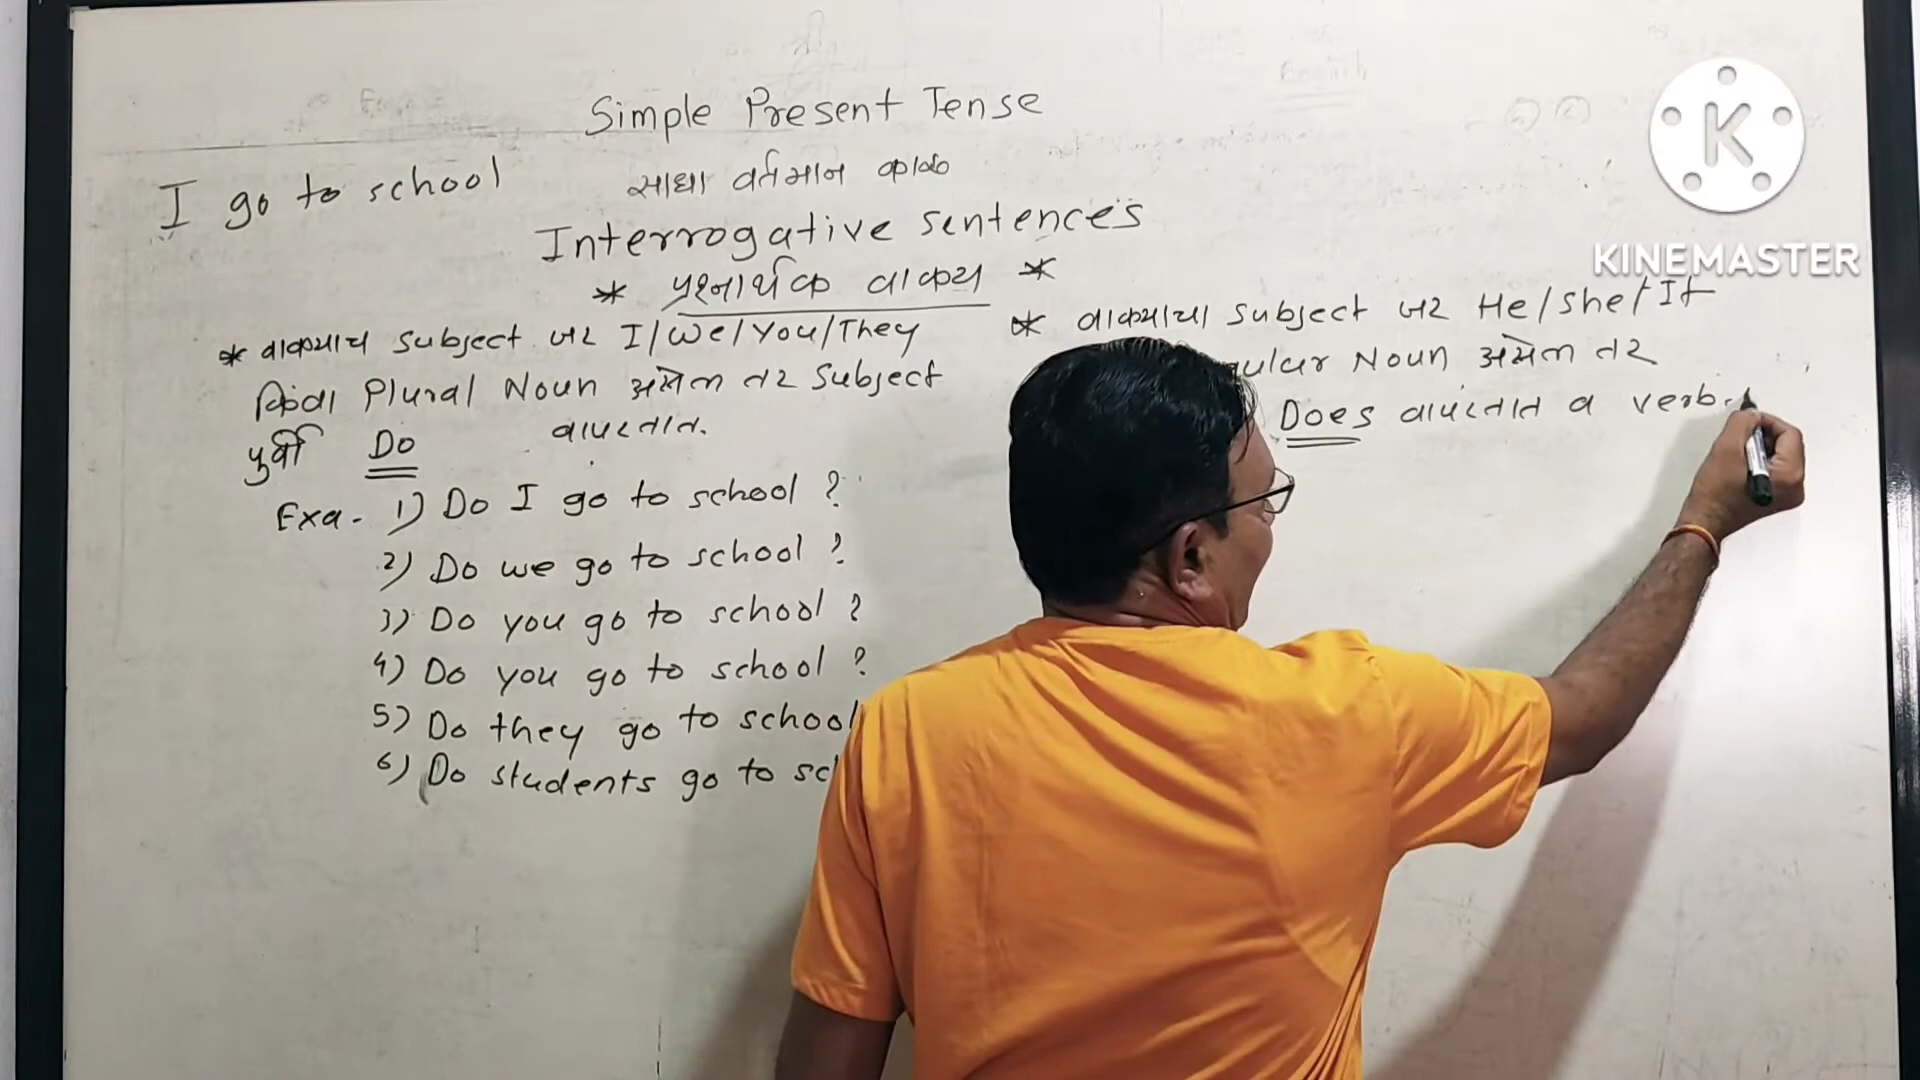 Simple Present Tense
I go to school
साधा वर्तमान काळ
Interrogative sentences
* प्रश्नार्थक वाक्य *
* वाक्याच subject जर I/We/You/They
किंवा Plural Noun असेल तर Subject
पुर्वी Do वापरतात.
Exa - 1) Do I go to school ?
2) Do we go to school ?
3) Do you go to school ?
4) Do you go to school ?
5) Do they go to school
6) Do students go to sc
* वाक्याचा subject जर He/She/It
gular Noun असेल तर
Does वापरतात व verb
K
KINEMASTER